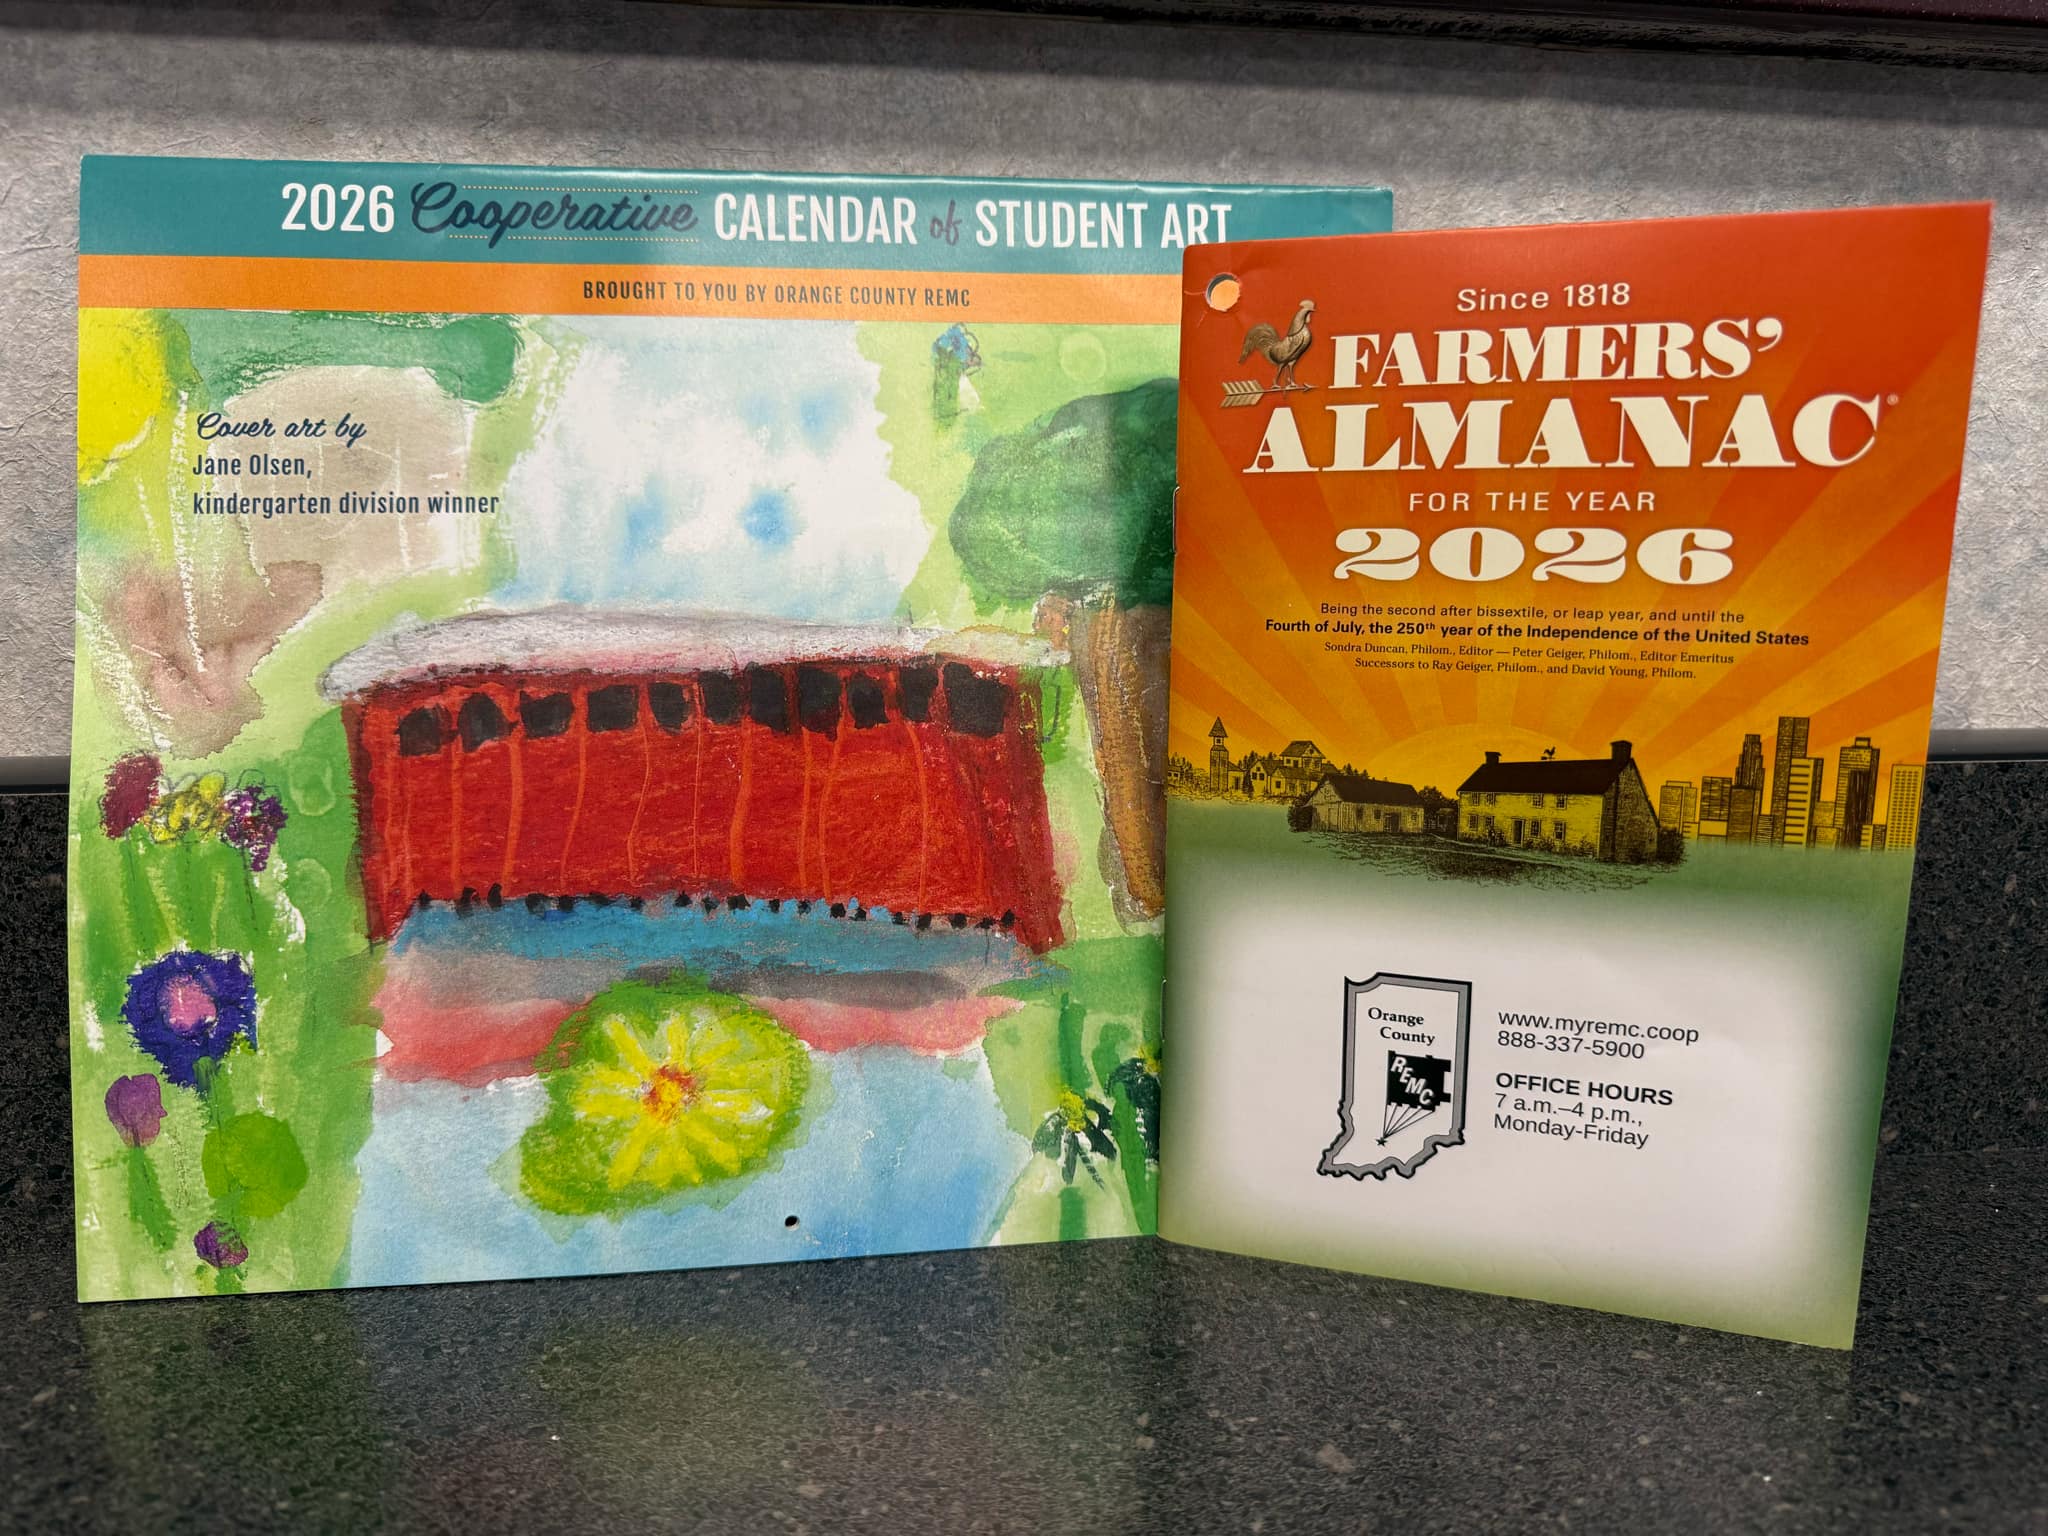 2026 Cooperative CALENDAR of STUDENT ART
BROUGHT TO YOU BY ORANGE COUNTY REMC
Cover art by
Jane Olsen,
kindergarten division winner
Since 1818
FARMERS'
ALMANAC®
FOR THE YEAR
2026
Being the second after bissextile, or leap year, and until the
Fourth of July, the 250th year of the Independence of the United States
Sondra Duncan, Philom., Editor — Peter Geiger, Philom., Editor Emeritus
Successors to Ray Geiger, Philom., and David Young, Philom.
Orange
County
REMC
www.myremc.coop
888-337-5900
OFFICE HOURS
7 a.m.–4 p.m.,
Monday-Friday